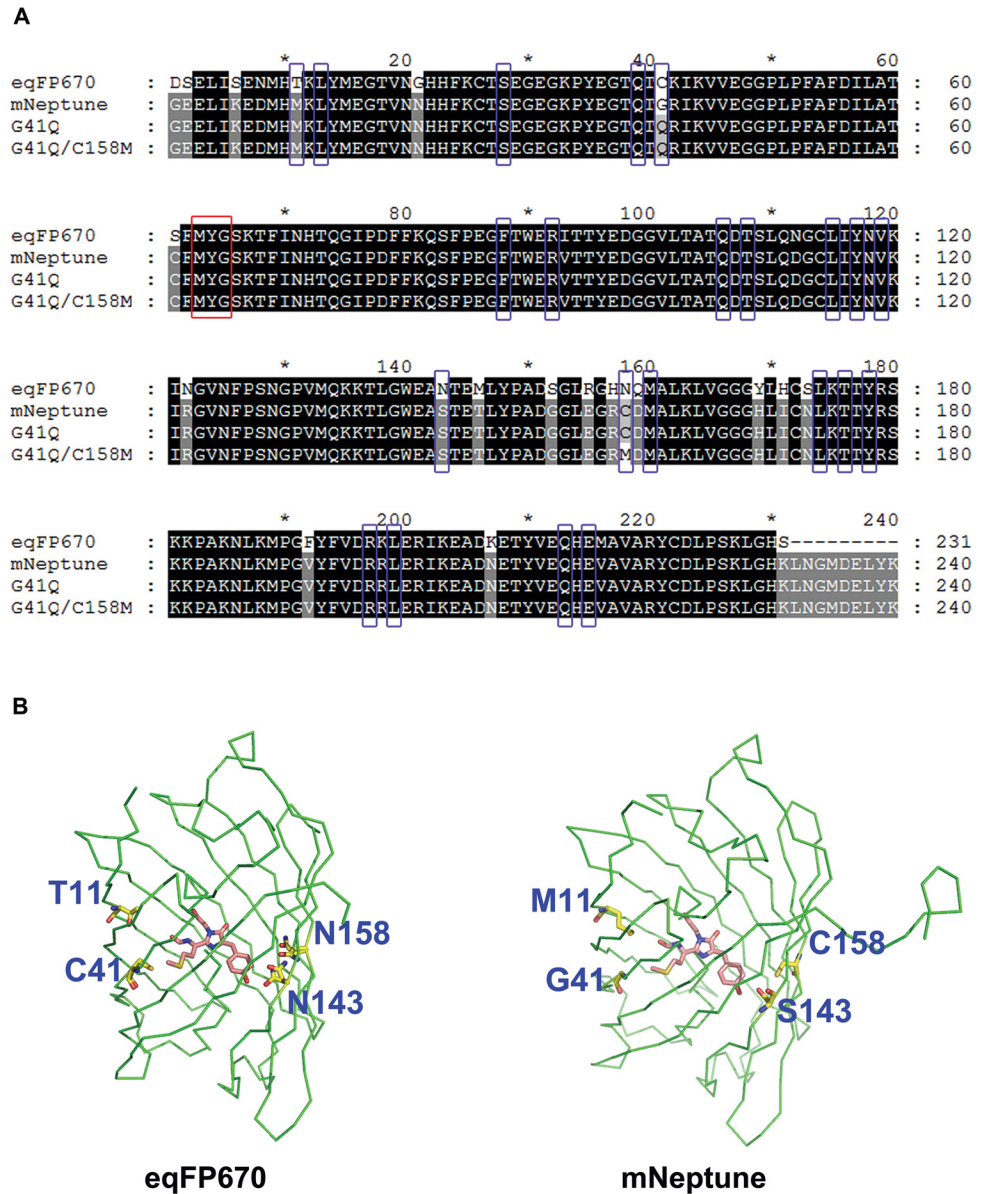 A
* 20 * 40 * 60
eqFP670 : DSELISENMHTKLYMEGTVNGHHFKCTSEGEGKPYEGTQTCKIKVVEGGPLPFAFDILAT : 60
mNeptune : GEELIKEDMHMKLYMEGTVNNHHFKCTSEGEGKPYEGTQTGRIKVVEGGPLPFAFDILAT : 60
G41Q : GEELIKEDMHMKLYMEGTVNNHHFKCTSEGEGKPYEGTQTQRIKVVEGGPLPFAFDILAT : 60
G41Q/C158M : GEELIKEDMHMKLYMEGTVNNHHFKCTSEGEGKPYEGTQTQRIKVVEGGPLPFAFDILAT : 60
* 80 * 100 * 120
eqFP670 : SFMYGSKTFINHTQGIPDFFKQSFPEGFTWERITTYEDGGVLTATQDTSLQNGCLIYNVK : 120
mNeptune : CFMYGSKTFINHTQGIPDFFKQSFPEGFTWERVTTYEDGGVLTATQDTSLQDGCLIYNVK : 120
G41Q : CFMYGSKTFINHTQGIPDFFKQSFPEGFTWERVTTYEDGGVLTATQDTSLQDGCLIYNVK : 120
G41Q/C158M : CFMYGSKTFINHTQGIPDFFKQSFPEGFTWERVTTYEDGGVLTATQDTSLQDGCLIYNVK : 120
* 140 * 160 * 180
eqFP670 : INGVNFPSNGPVMQKKTLGWEANTEMLYPADSGLRGHNQMALKLVGGGYLHCSLKTTYRS : 180
mNeptune : IRGVNFPSNGPVMQKKTLGWEASTETLYPADGGLEGRCDMALKLVGGGHLICNLKTTYRS : 180
G41Q : IRGVNFPSNGPVMQKKTLGWEASTETLYPADGGLEGRCDMALKLVGGGHLICNLKTTYRS : 180
G41Q/C158M : IRGVNFPSNGPVMQKKTLGWEASTETLYPADGGLEGRMDMALKLVGGGHLICNLKTTYRS : 180
* 200 * 220 * 240
eqFP670 : KKPAKNLKMPGFYFVDRKLERIKEADKETYVEQHEMAVARYCDLPSKLGHS--------- : 231
mNeptune : KKPAKNLKMPGVYFVDRRLERIKEADNETYVEQHEVAVARYCDLPSKLGHKLNGMDELYK : 240
G41Q : KKPAKNLKMPGVYFVDRRLERIKEADNETYVEQHEVAVARYCDLPSKLGHKLNGMDELYK : 240
G41Q/C158M : KKPAKNLKMPGVYFVDRRLERIKEADNETYVEQHEVAVARYCDLPSKLGHKLNGMDELYK : 240
B
T11
C41
N158
N143
M11
G41
C158
S143
eqFP670
mNeptune